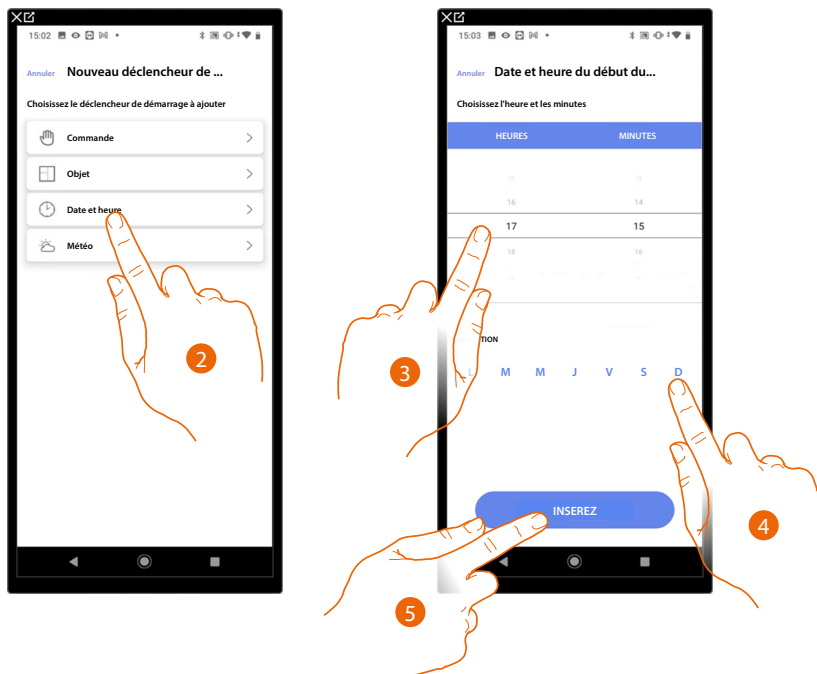 15:02
Annuler Nouveau déclencheur de ...
Choisissez le déclencheur de démarrage à ajouter
Commande
Objet
Date et heure
Météo
2
15:03
Annuler Date et heure du début du...
Choisissez l'heure et les minutes
HEURES MINUTES
16 14
17 15
18 16
TION
L M M J V S D
INSEREZ
3
4
5